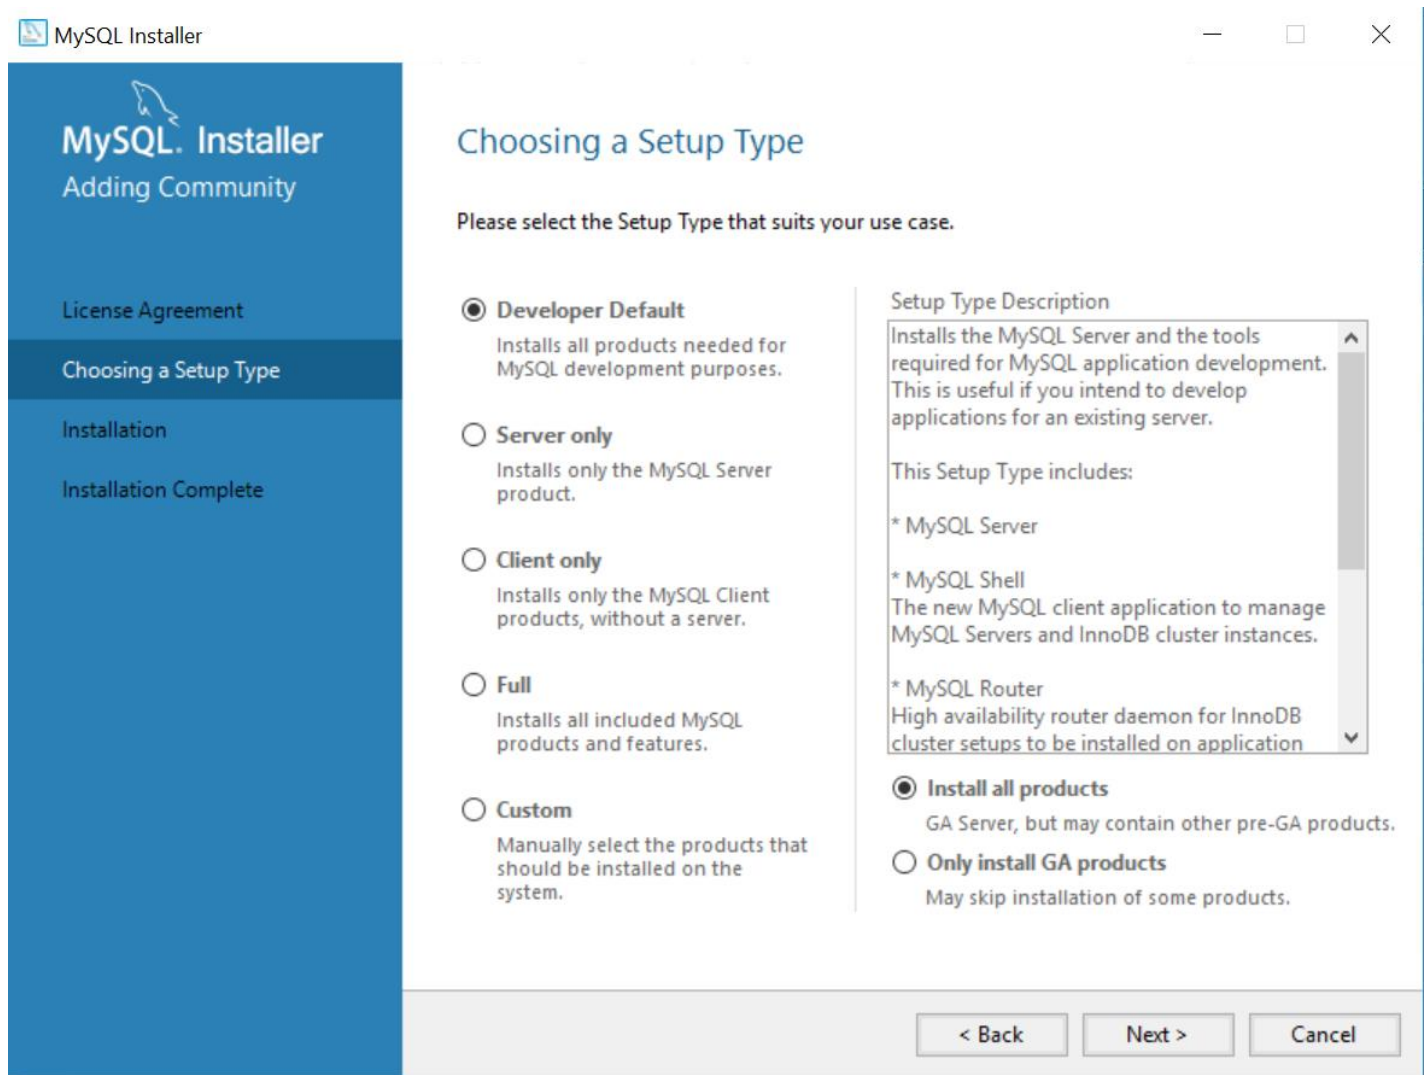 MySQL Installer
MySQL. Installer
Adding Community
License Agreement
Choosing a Setup Type
Installation
Installation Complete
Choosing a Setup Type
Please select the Setup Type that suits your use case.
Developer Default
Installs all products needed for
MySQL development purposes.
Server only
Installs only the MySQL Server
product.
Client only
Installs only the MySQL Client
products, without a server.
Full
Installs all included MySQL
products and features.
Custom
Manually select the products that
should be installed on the
system.
Setup Type Description
Installs the MySQL Server and the tools
required for MySQL application development.
This is useful if you intend to develop
applications for an existing server.
This Setup Type includes:
* MySQL Server
* MySQL Shell
The new MySQL client application to manage
MySQL Servers and InnoDB cluster instances.
* MySQL Router
High availability router daemon for InnoDB
cluster setups to be installed on application
Install all products
GA Server, but may contain other pre-GA products.
Only install GA products
May skip installation of some products.
< Back
Next >
Cancel